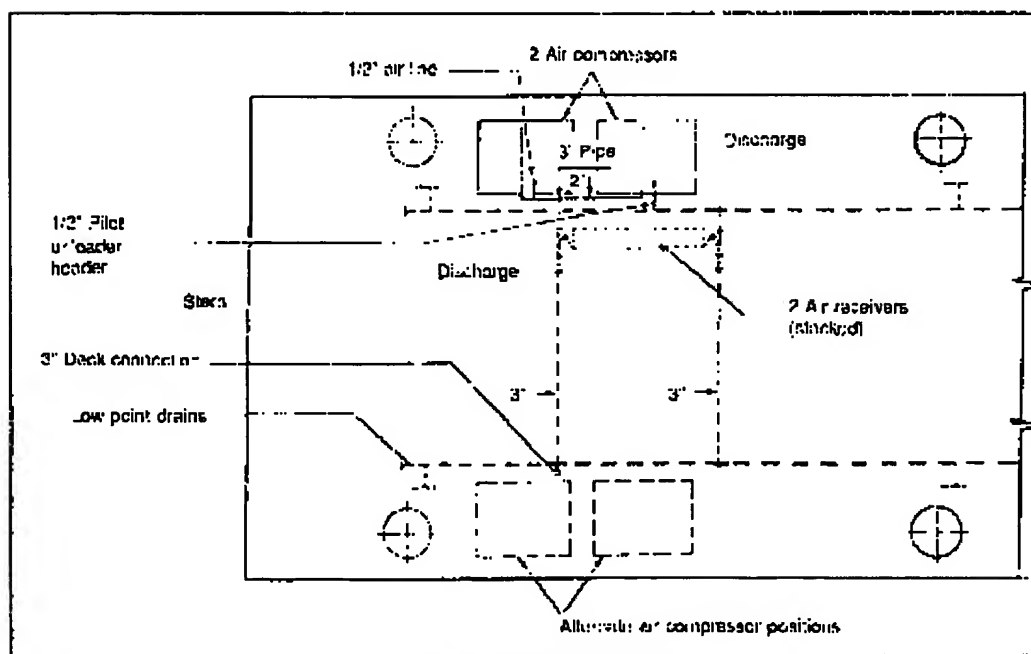 2 Air compressors
1/2" air line
Discharge
3" Pipe
2"
1/2" Pilot
unloader
header
Discharge
Stern
2 Air receivers
(stacked)
3" Deck connection
3"
3"
Low point drains
Alternate air compressor positions